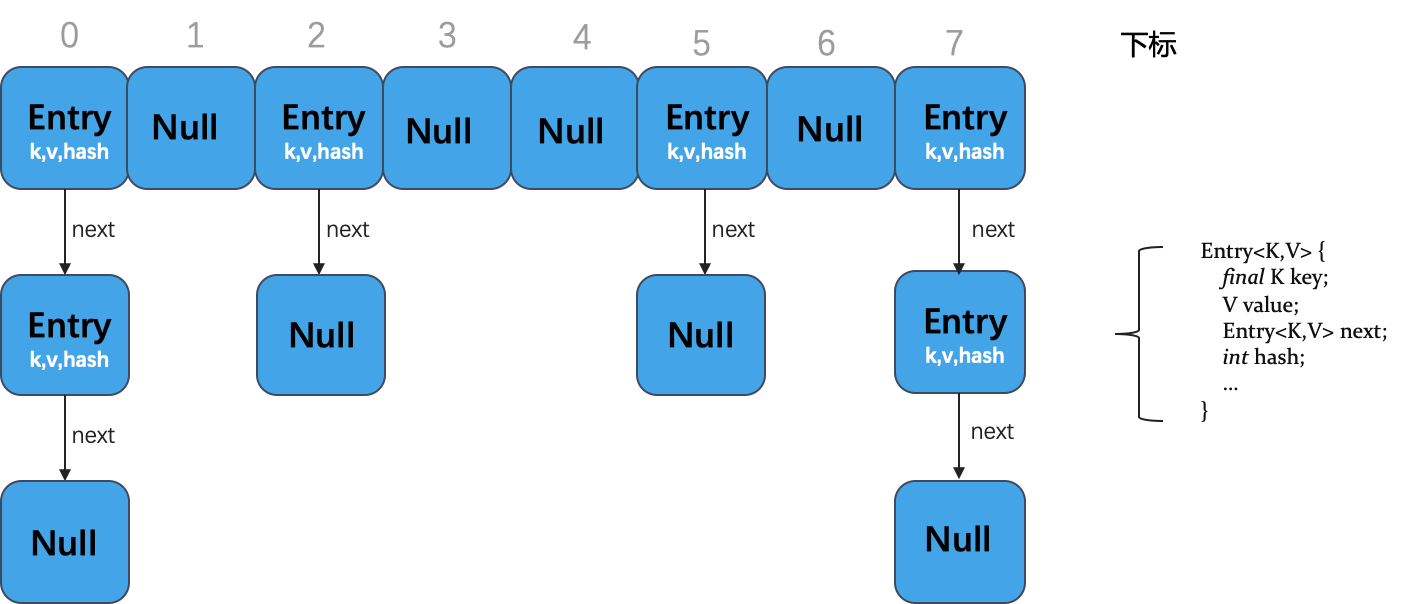 0 1 2 3 4 5 6 7 下标
Entry Null Entry Null Null Entry Null Entry
k,v,hash k,v,hash k,v,hash k,v,hash
next next next next
Entry<K,V> {
final K key;
V value;
Entry<K,V> next;
int hash;
...
}
Entry Null Null Entry
k,v,hash k,v,hash
next next
Null Null